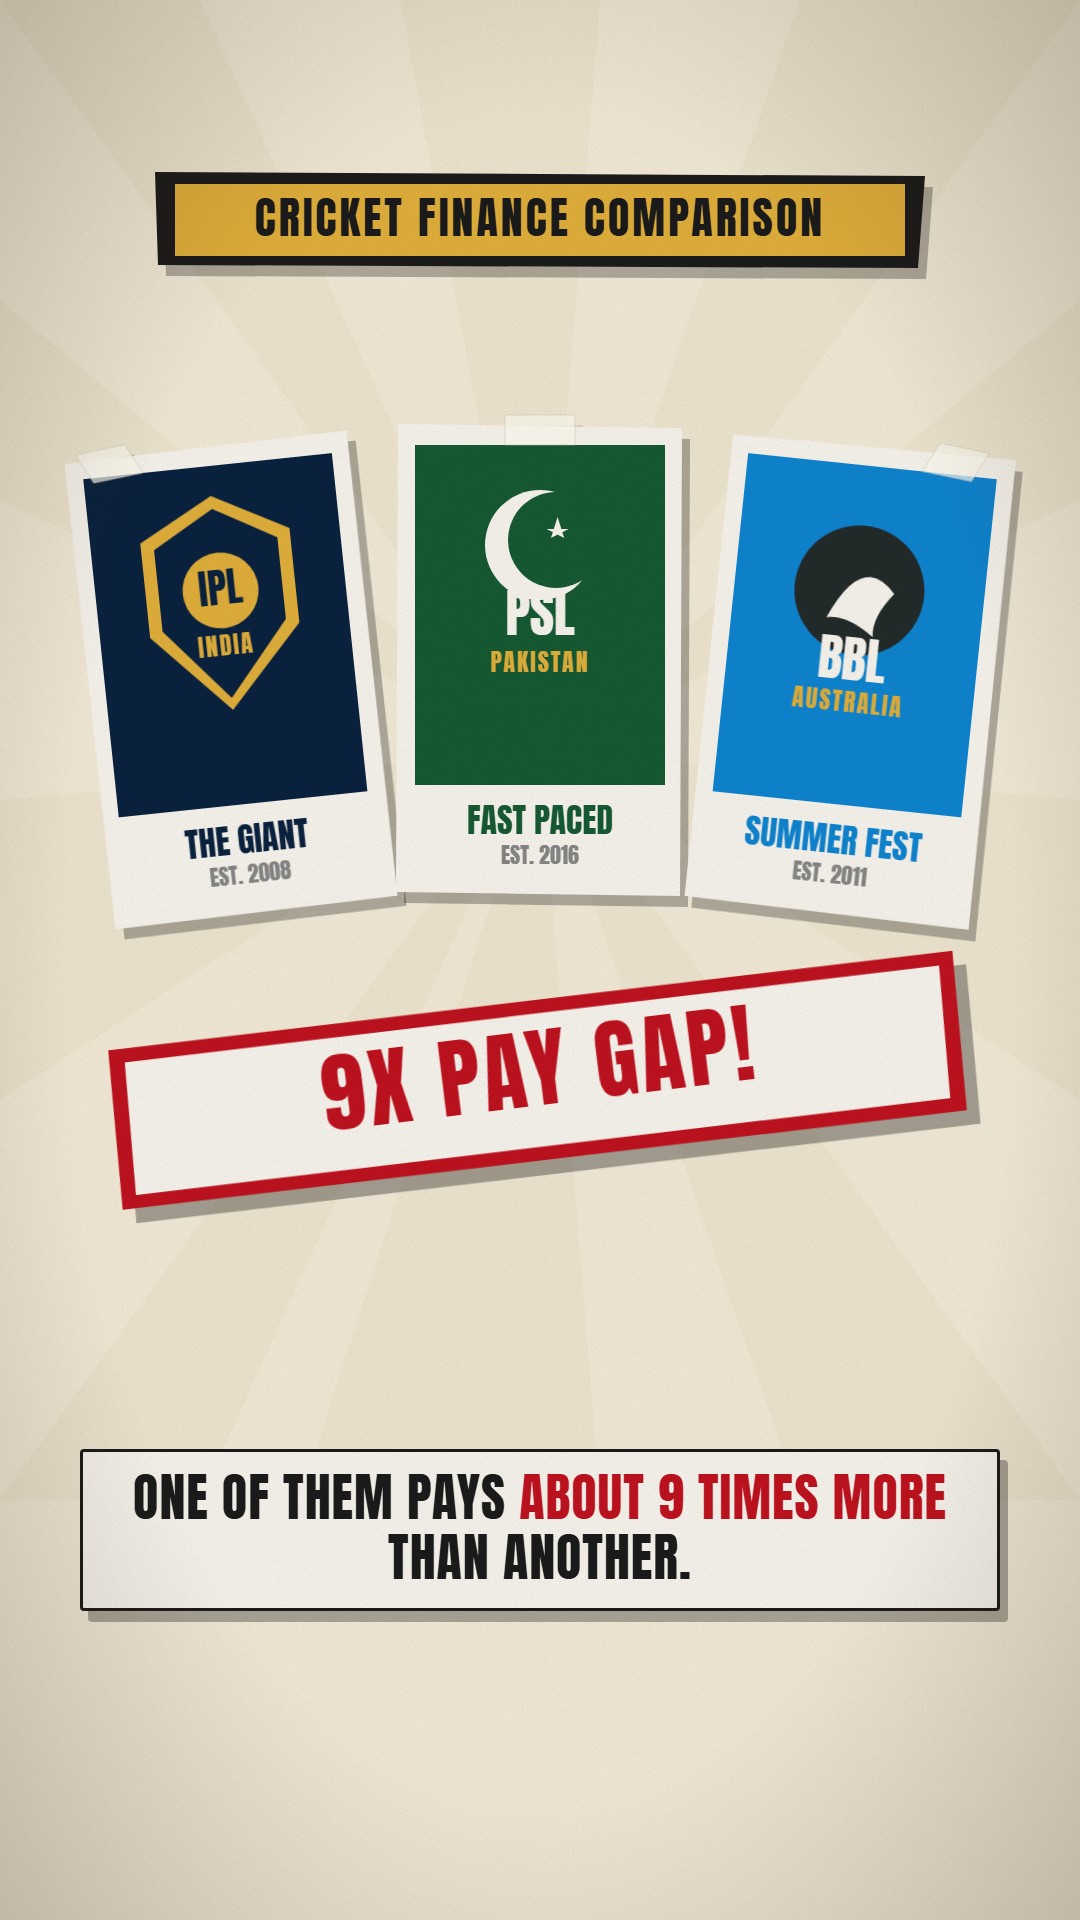 CRICKET FINANCE COMPARISON
IPL
INDIA
THE GIANT
EST. 2008
PSL
PAKISTAN
FAST PACED
EST. 2016
BBL
AUSTRALIA
SUMMER FEST
EST. 2011
9X PAY GAP!
ONE OF THEM PAYS ABOUT 9 TIMES MORE
THAN ANOTHER.